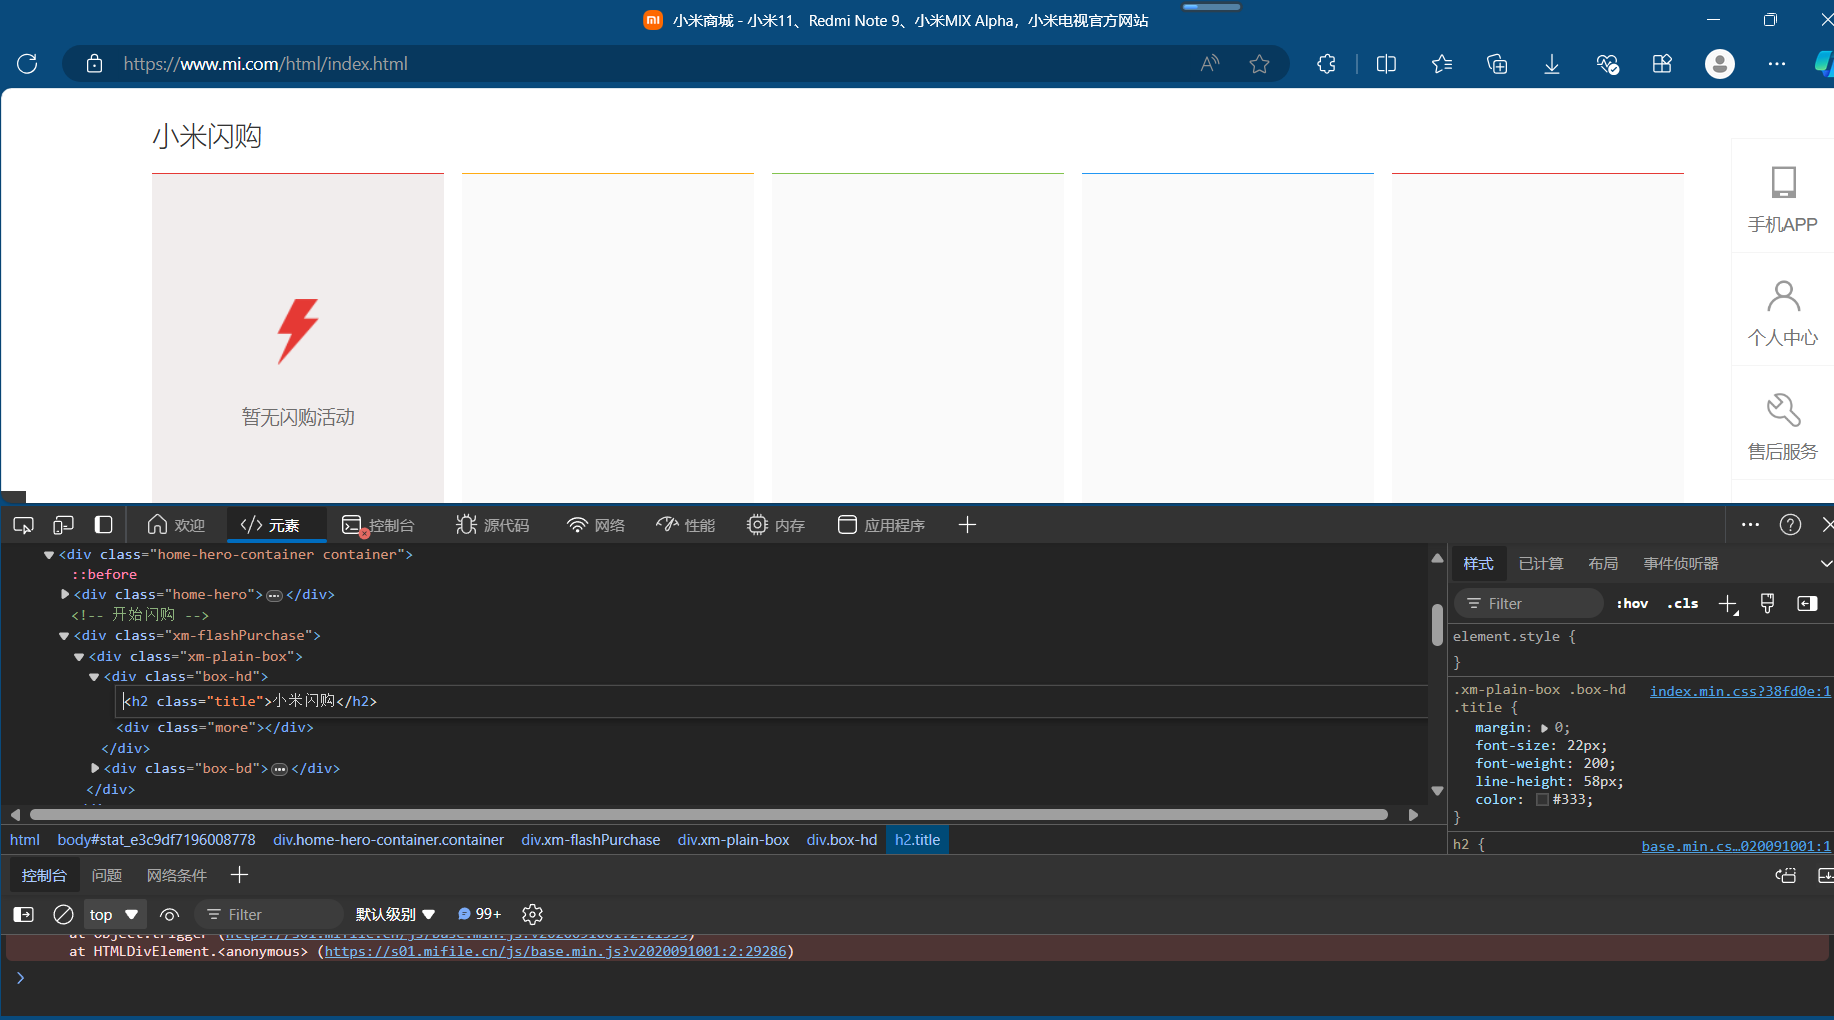 小米商城 - 小米11、Redmi Note 9、小米MIX Alpha，小米电视官方网站
https://www.mi.com/html/index.html
小米闪购
暂无闪购活动
手机APP
个人中心
售后服务
欢迎
</> 元素
控制台
源代码
网络
性能
内存
应用程序
<div class="home-hero-container container">
::before
<div class="home-hero"> … </div>
<!-- 开始闪购 -->
<div class="xm-flashPurchase">
<div class="xm-plain-box">
<div class="box-hd">
<h2 class="title">小米闪购</h2>
<div class="more"></div>
</div>
<div class="box-bd"> … </div>
</div>
html body#stat_e3c9df7196008778 div.home-hero-container.container div.xm-flashPurchase div.xm-plain-box div.box-hd h2.title
样式 已计算 布局 事件侦听器
Filter :hov .cls
element.style {
}
.xm-plain-box .box-hd index.min.css?38fd0e:1
.title {
margin: 0;
font-size: 22px;
font-weight: 200;
line-height: 58px;
color: #333;
}
h2 { base.min.cs…020091001:1
控制台 问题 网络条件
top Filter 默认级别 99+
at HTMLDivElement.<anonymous> (https://s01.mifile.cn/js/base.min.js?v2020091001:2:29286)